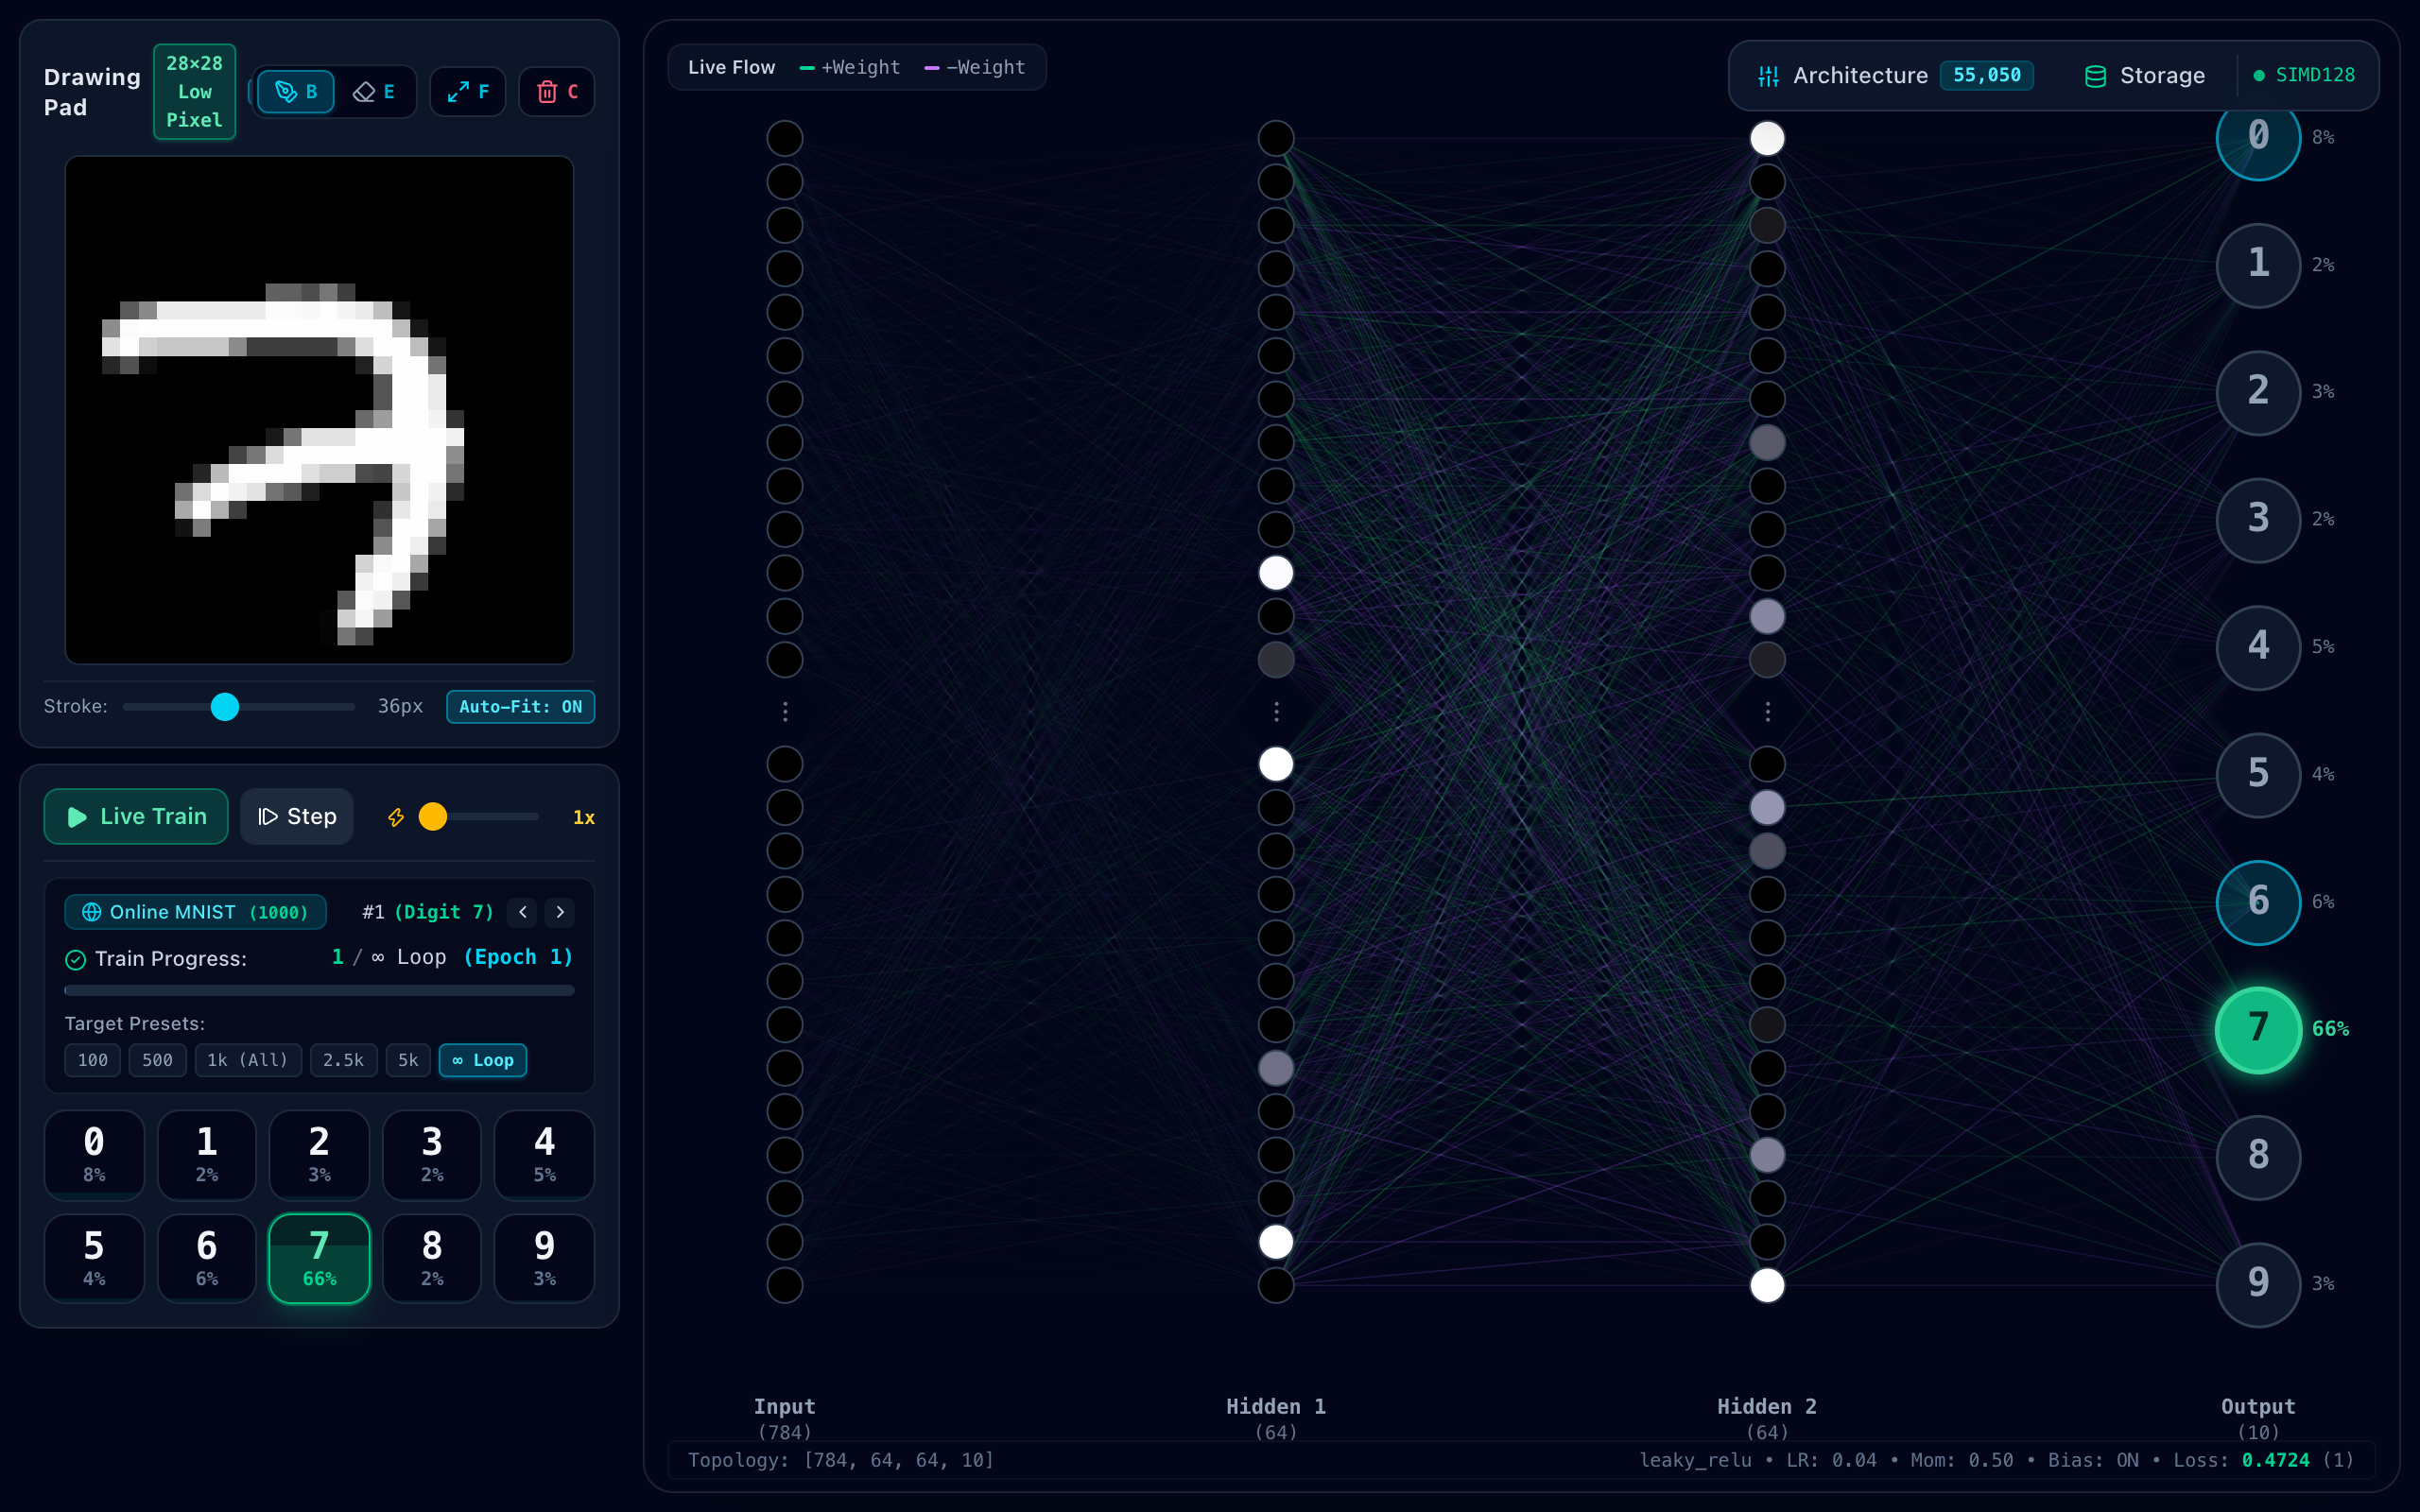 Drawing Pad
28×28 Low Pixel
B
E
F
C
7
Stroke:
36px
Auto–Fit: ON
Live Train
Step
1x
Online MNIST (1000)
#1 (Digit 7)
Train Progress:
1 / ∞ Loop (Epoch 1)
Target Presets:
100
500
1k (All)
2.5k
5k
∞ Loop
0
8%
1
2%
2
3%
3
2%
4
5%
5
4%
6
6%
7
66%
8
2%
9
3%
Live Flow
+Weight
−Weight
Architecture 55,050
Storage
SIMD128
0 8%
1 2%
2 3%
3 2%
4 5%
5 4%
6 6%
7 66%
8
9 3%
Input
(784)
Hidden 1
(64)
Hidden 2
(64)
Output
(10)
Topology: [784, 64, 64, 10]
leaky_relu • LR: 0.04 • Mom: 0.50 • Bias: ON • Loss: 0.4724 (1)